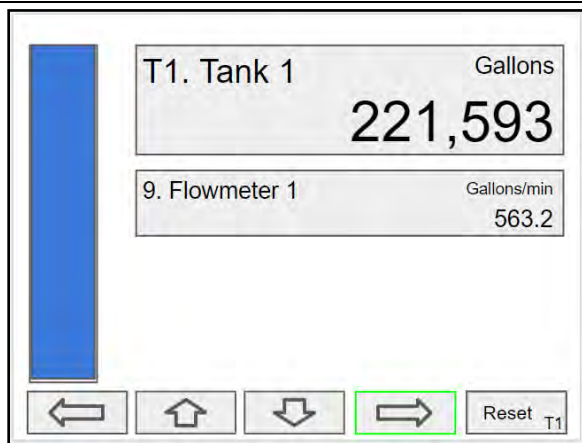 T1. Tank 1 Gallons
221,593
9. Flowmeter 1 Gallons/min
563.2
Reset T1